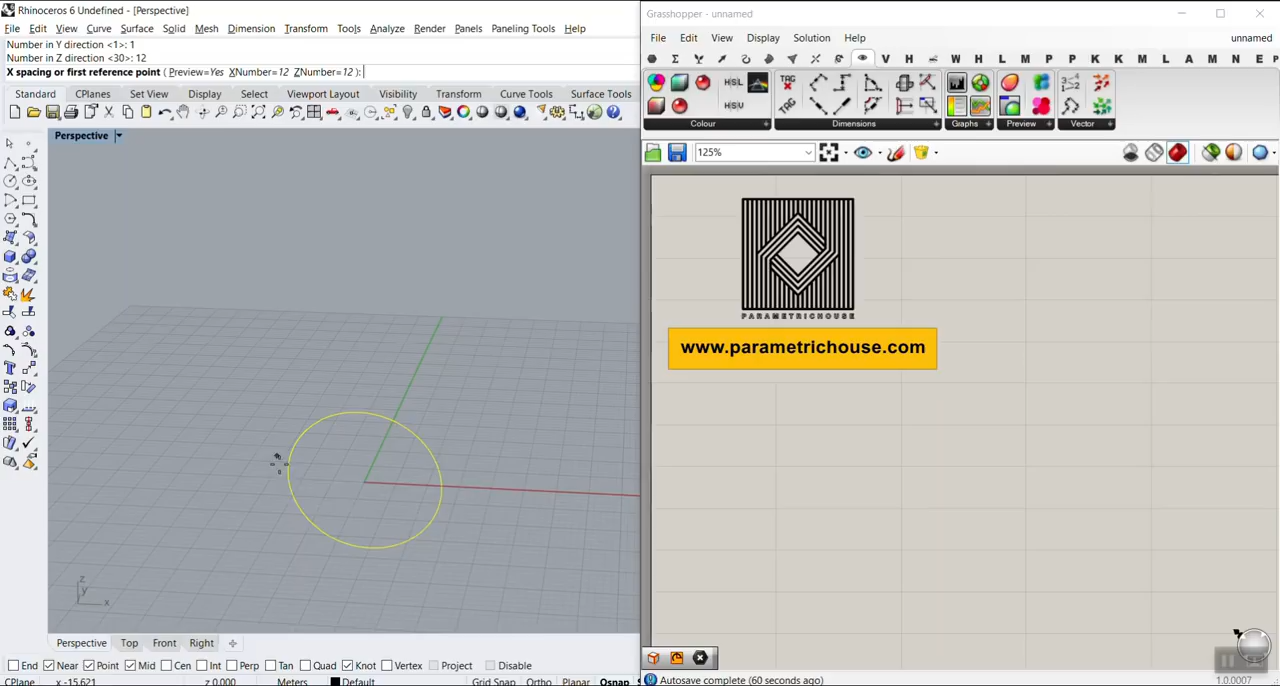 Rhinoceros 6 Undefined - [Perspective]
File Edit View Curve Surface Solid Mesh Dimension Transform Tools Analyze Render Panels Paneling Tools Help
Number in Y direction <1>: 1
Number in Z direction <30>: 12
X spacing or first reference point ( Preview=Yes XNumber=12 ZNumber=12 ):
Standard CPlanes Set View Display Select Viewport Layout Visibility Transform Curve Tools Surface Tools
Perspective
z
y
x
Perspective Top Front Right
End Near Point Mid Cen Int Perp Tan Quad Knot Vertex Project Disable
CPlane x -15.621 z 0.000 Meters Default Grid Snap Ortho Planar Osnap
Grasshopper - unnamed
File Edit View Display Solution Help unnamed
M V W H L M P P K K M L A M N E P
TAG HSL
TAG HSV
Colour Dimensions Graphs Preview Vector
125%
PARAMETRICHOUSE
www.parametrichouse.com
Autosave complete (60 seconds ago)
1.0.0007